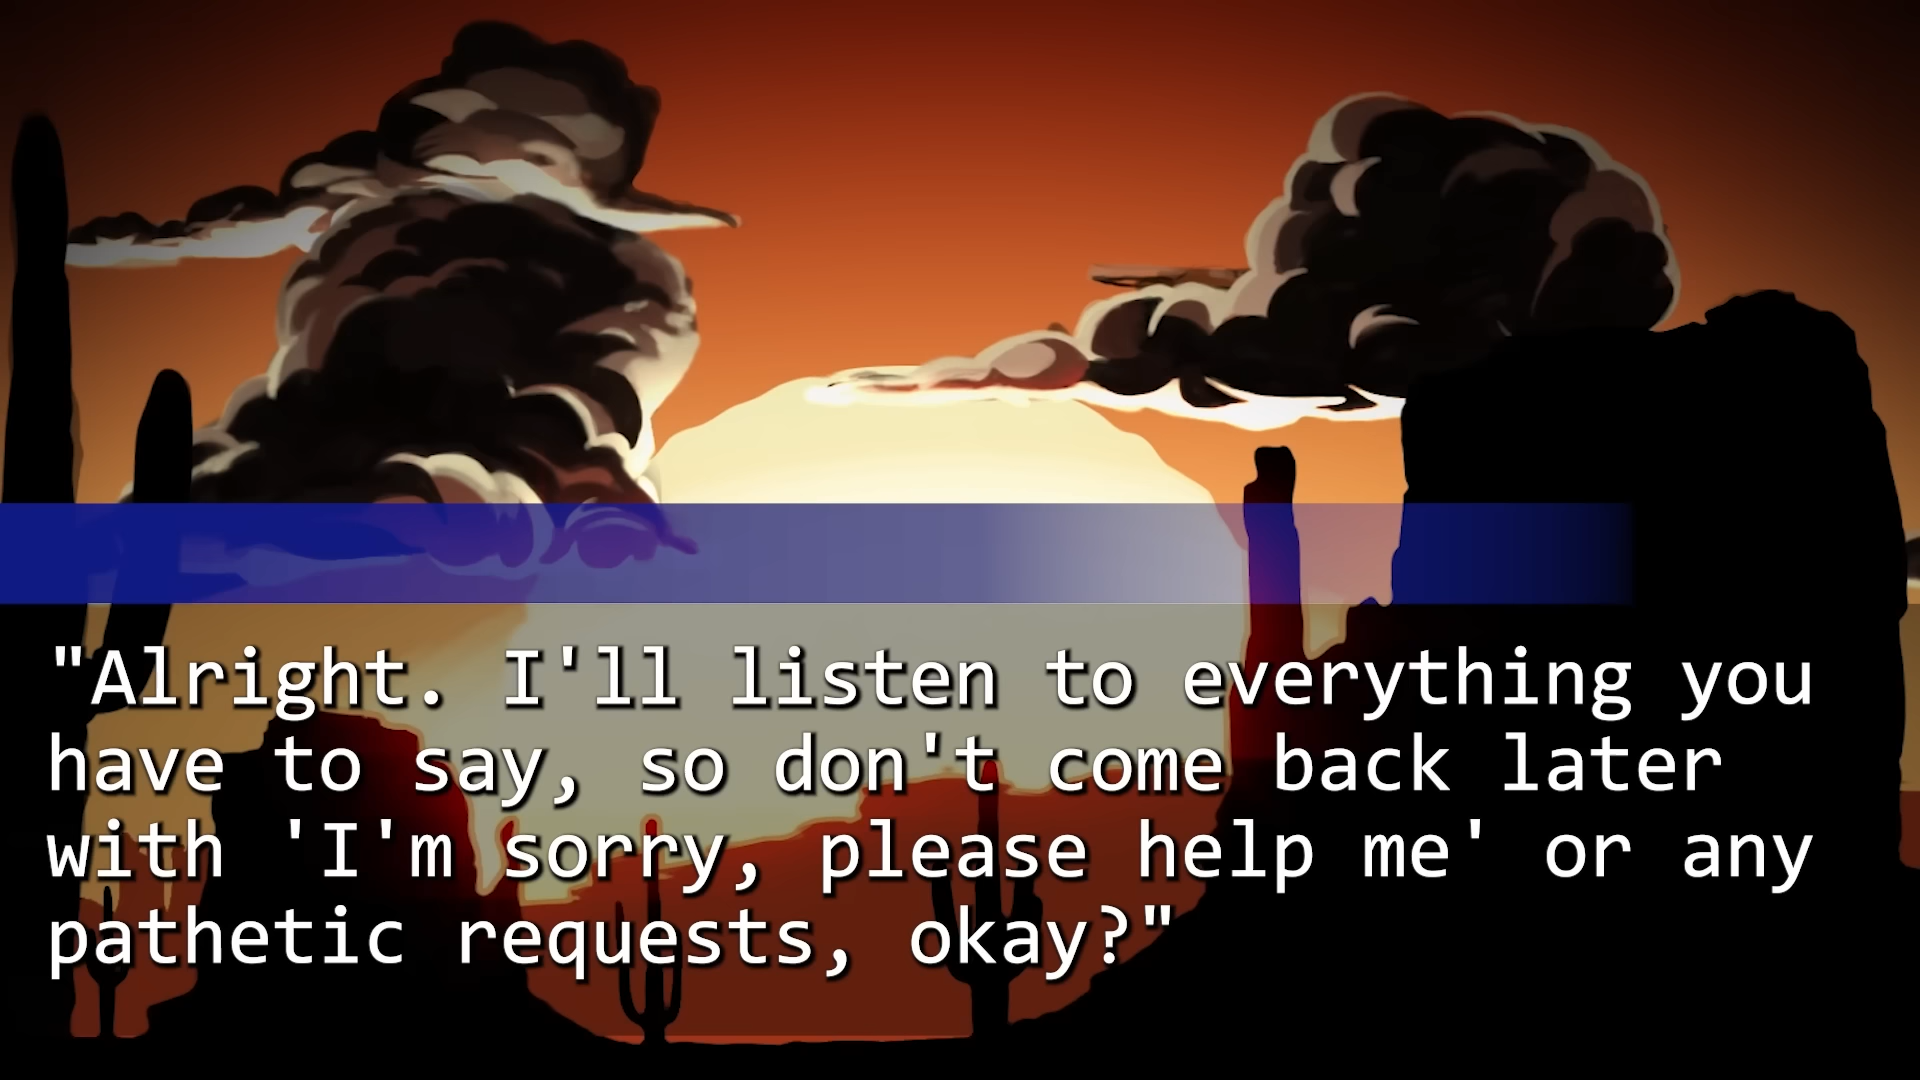 "Alright. I'll listen to everything you
have to say, so don't come back later
with 'I'm sorry, please help me' or any
pathetic requests, okay?"